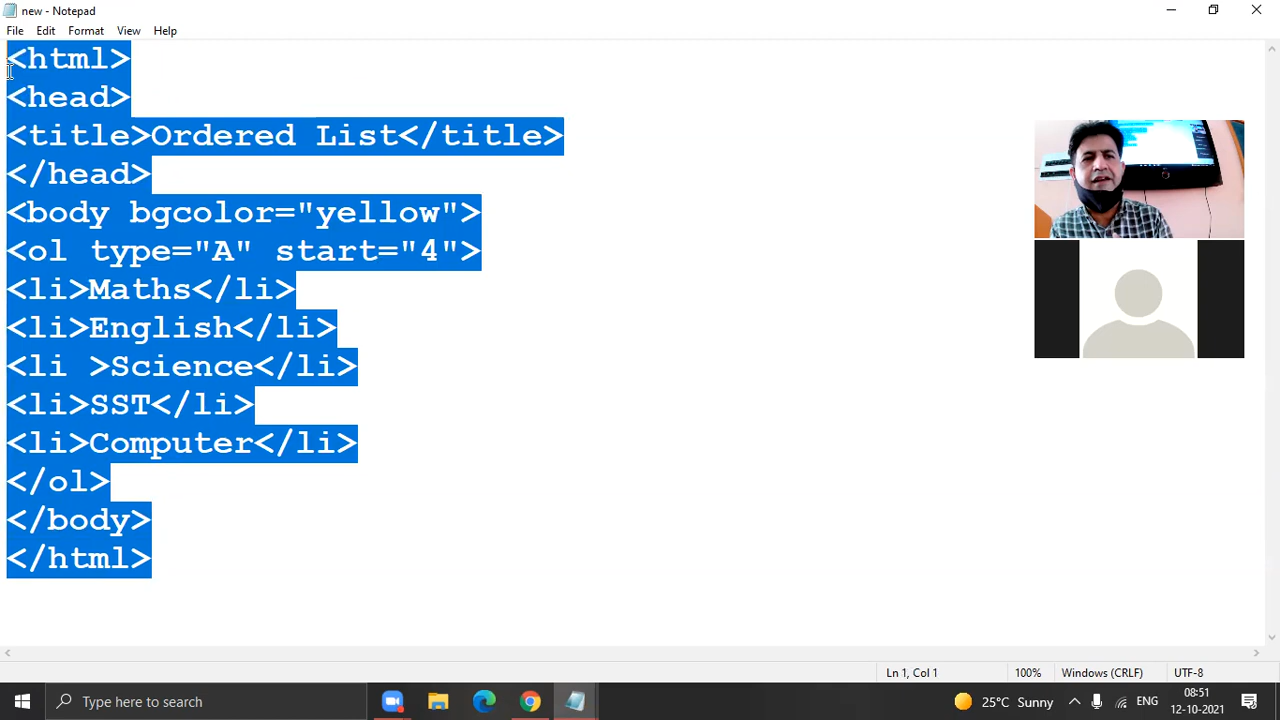 new - Notepad
File Edit Format View Help
<html>
<head>
<title>Ordered List</title>
</head>
<body bgcolor="yellow">
<ol type="A" start="4">
<li>Maths</li>
<li>English</li>
<li >Science</li>
<li>SST</li>
<li>Computer</li>
</ol>
</body>
</html>
Ln 1, Col 1 100% Windows (CRLF) UTF-8
Type here to search 25°C Sunny ENG 08:51
12-10-2021